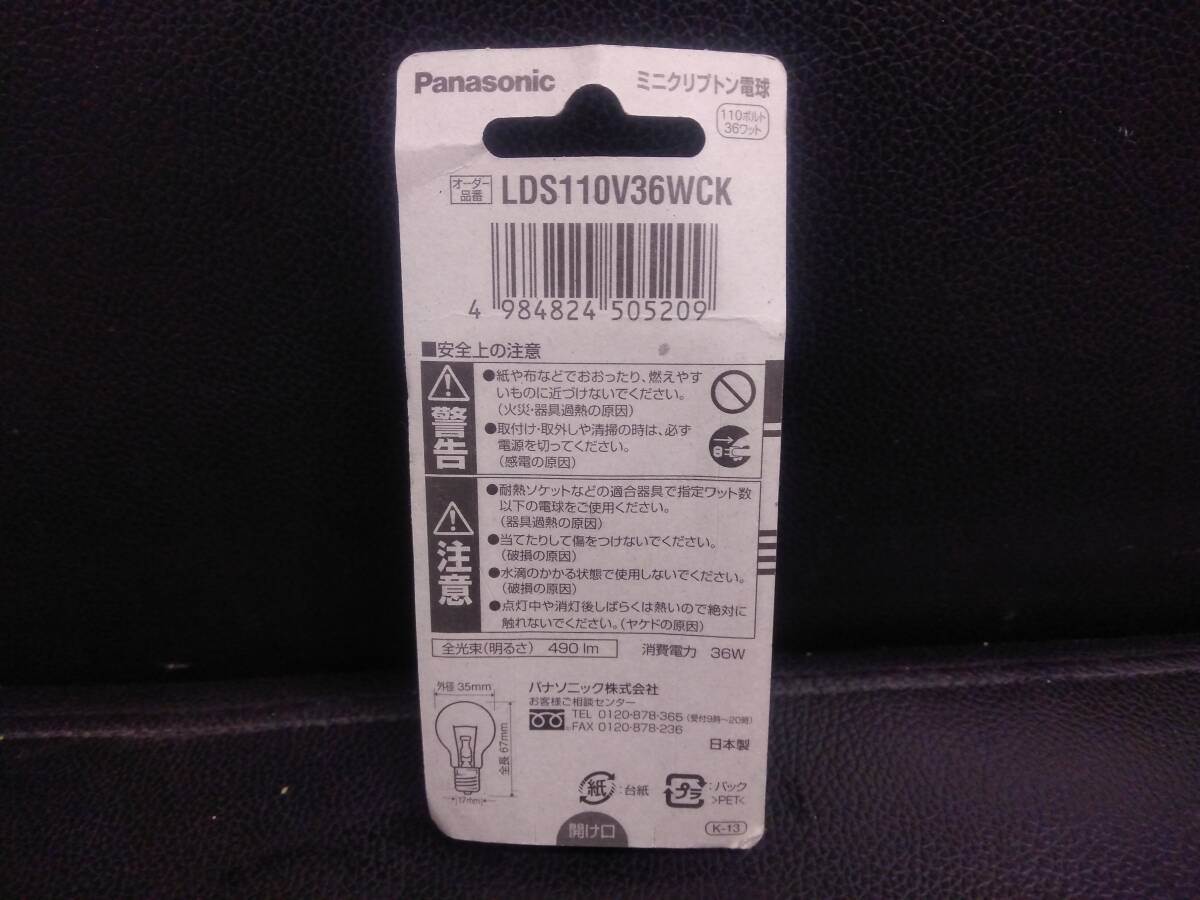 Panasonic
ミニクリプトン電球
110ボルト
36ワット
オーダー
品番
LDS110V36WCK
4 984824 505209
■安全上の注意
警告
●紙や布などでおおったり、燃えやす
いものに近づけないでください。
(火災・器具過熱の原因)
●取付け・取外しや清掃の時は、必ず
電源を切ってください。
(感電の原因)
注意
●耐熱ソケットなどの適合器具で指定ワット数
以下の電球をご使用ください。
(器具過熱の原因)
●当てたりして傷をつけないでください。
(破損の原因)
●水滴のかかる状態で使用しないでください。
(破損の原因)
●点灯中や消灯後しばらくは熱いので絶対に
触れないでください。(ヤケドの原因)
全光束(明るさ) 490 lm
消費電力 36W
外径 35mm
全長 67mm
(17mm)
パナソニック株式会社
お客様ご相談センター
TEL 0120-878-365 (受付9時~20時)
FAX 0120-878-236
日本製
紙 :台紙
プラ :パック
>PET<
開け口
K-13